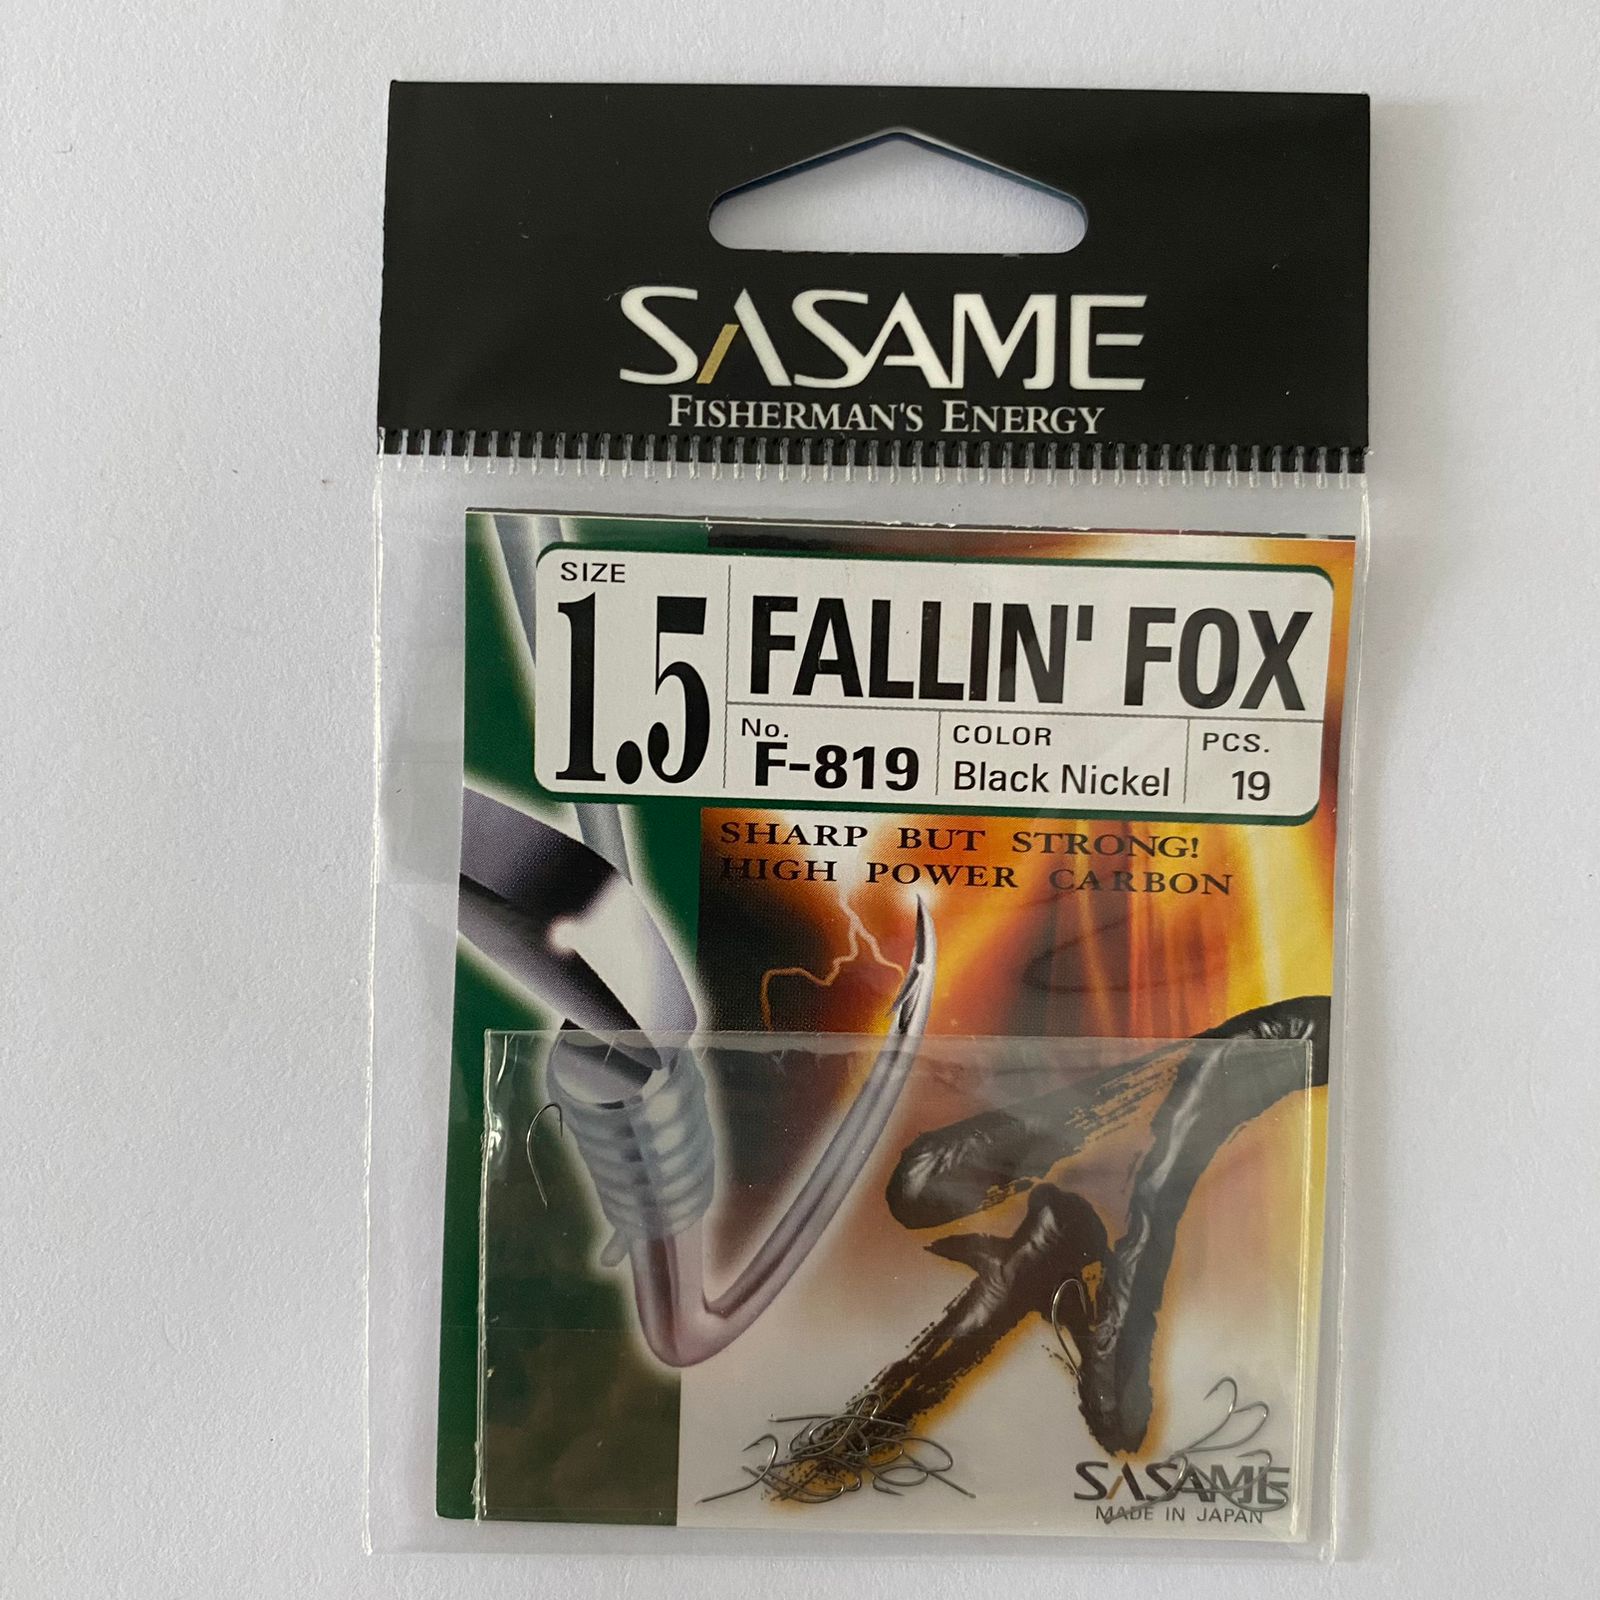 SASAME
FISHERMAN'S ENERGY
SIZE
1.5
FALLIN' FOX
No.
F-819
COLOR
Black Nickel
PCS.
19
SHARP BUT STRONG!
HIGH POWER CARBON
SASAME
MADE IN JAPAN